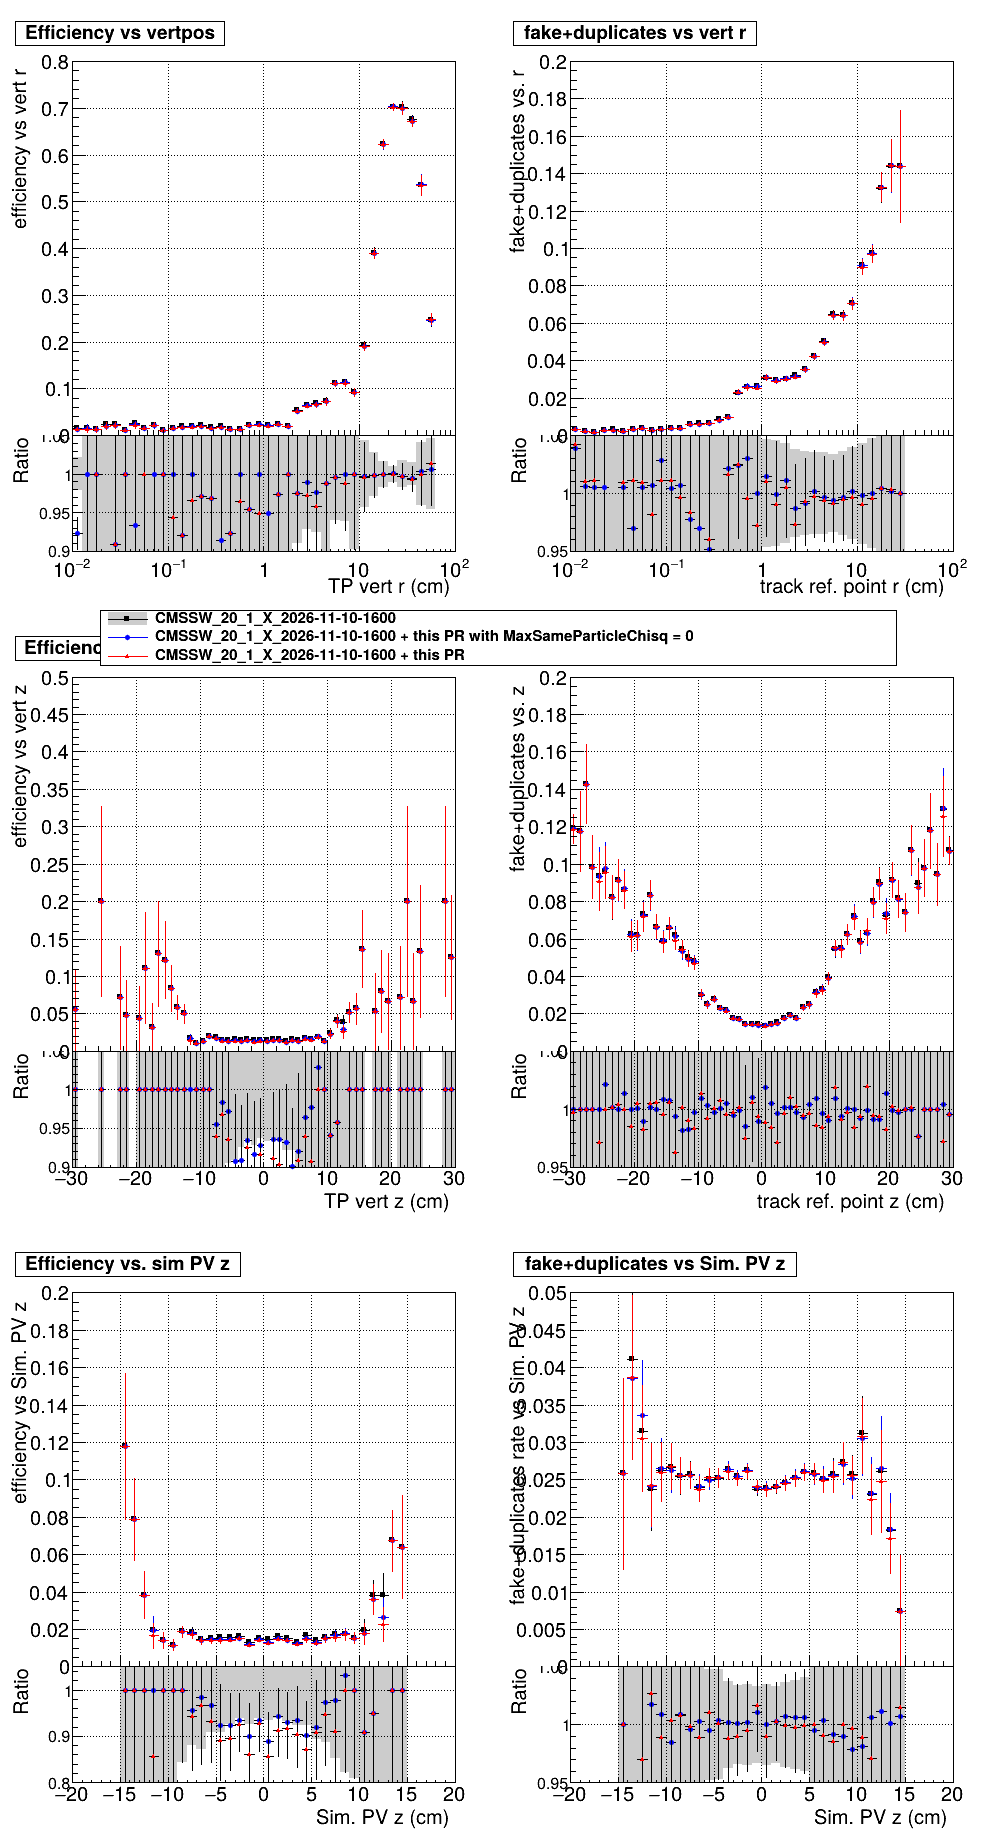 Efficiency vs vertpos
fake+duplicates vs vert r
efficiency vs vert r
0.8
0.7
0.6
0.5
0.4
0.3
0.2
0.1
0
Ratio
1
0.95
0.9
10⁻² 10⁻¹ 1 10 10²
TP vert r (cm)
fake+duplicates vs. r
0.2
0.18
0.16
0.14
0.12
0.1
0.08
0.06
0.04
0.02
0
Ratio
1
0.95
10⁻² 10⁻¹ 1 10 10²
track ref. point r (cm)
CMSSW_20_1_X_2026-11-10-1600
CMSSW_20_1_X_2026-11-10-1600 + this PR with MaxSameParticleChisq = 0
CMSSW_20_1_X_2026-11-10-1600 + this PR
efficiency vs vert z
0.5
0.45
0.4
0.35
0.3
0.25
0.2
0.15
0.1
0.05
0
Ratio
1
0.95
0.9
−30 −20 −10 0 10 20 30
TP vert z (cm)
fake+duplicates vs. z
0.2
0.18
0.16
0.14
0.12
0.1
0.08
0.06
0.04
0.02
0
Ratio
1
0.95
−30 −20 −10 0 10 20 30
track ref. point z (cm)
Efficiency vs. sim PV z
fake+duplicates vs Sim. PV z
efficiency vs Sim. PV z
0.2
0.18
0.16
0.14
0.12
0.1
0.08
0.06
0.04
0.02
0
Ratio
1
0.9
0.8
−20 −15 −10 −5 0 5 10 15 20
Sim. PV z (cm)
fake+duplicates rate vs Sim. PV z
0.05
0.045
0.04
0.035
0.03
0.025
0.02
0.015
0.01
0.005
0
Ratio
1
0.95
−20 −15 −10 −5 0 5 10 15 20
Sim. PV z (cm)